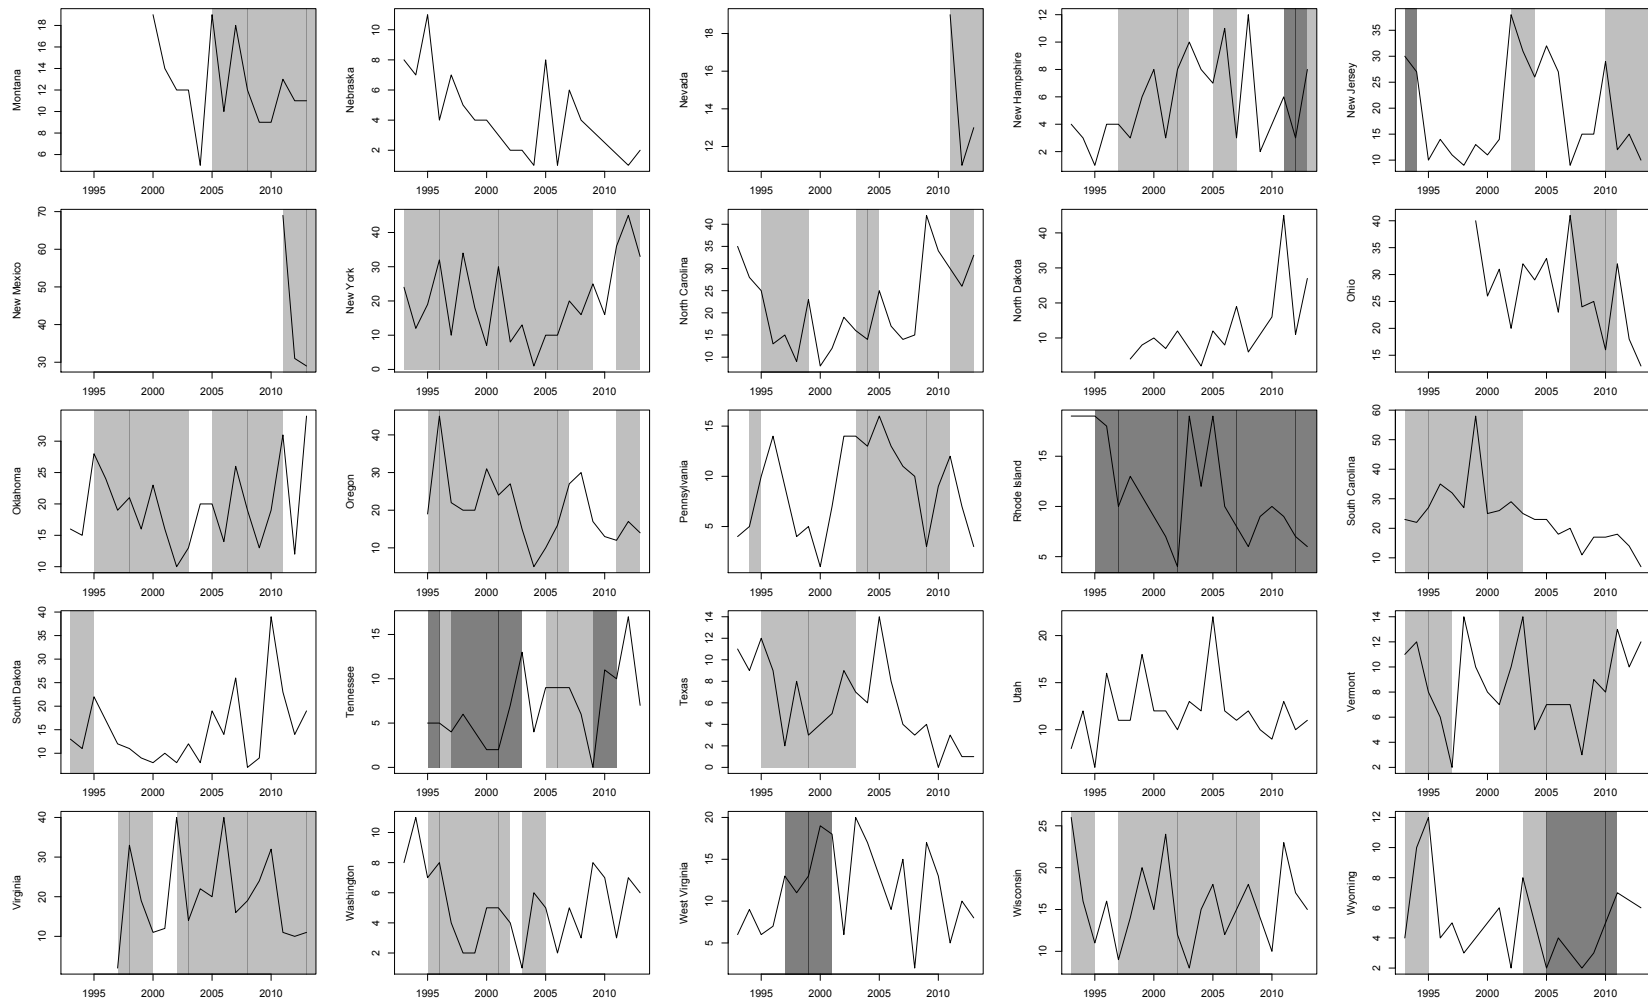 Montana
6 8 10 12 14 16 18
1995 2000 2005 2010
Nebraska
2 4 6 8 10
1995 2000 2005 2010
Nevada
12 14 16 18
1995 2000 2005 2010
New Hampshire
2 4 6 8 10 12
1995 2000 2005 2010
New Jersey
10 15 20 25 30 35
1995 2000 2005 2010
New Mexico
30 40 50 60 70
1995 2000 2005 2010
New York
0 10 20 30 40
1995 2000 2005 2010
North Carolina
10 15 20 25 30 35 40
1995 2000 2005 2010
North Dakota
10 20 30 40
1995 2000 2005 2010
Ohio
15 20 25 30 35 40
1995 2000 2005 2010
Oklahoma
10 15 20 25 30
1995 2000 2005 2010
Oregon
10 20 30 40
1995 2000 2005 2010
Pennsylvania
5 10 15
1995 2000 2005 2010
Rhode Island
5 10 15
1995 2000 2005 2010
South Carolina
10 20 30 40 50 60
1995 2000 2005 2010
South Dakota
10 15 20 25 30 35 40
1995 2000 2005 2010
Tennessee
0 5 10 15
1995 2000 2005 2010
Texas
0 2 4 6 8 10 12 14
1995 2000 2005 2010
Utah
10 15 20
1995 2000 2005 2010
Vermont
2 4 6 8 10 12 14
1995 2000 2005 2010
Virginia
10 20 30 40
1995 2000 2005 2010
Washington
2 4 6 8 10
1995 2000 2005 2010
West Virginia
5 10 15 20
1995 2000 2005 2010
Wisconsin
10 15 20 25
1995 2000 2005 2010
Wyoming
2 4 6 8 10 12
1995 2000 2005 2010